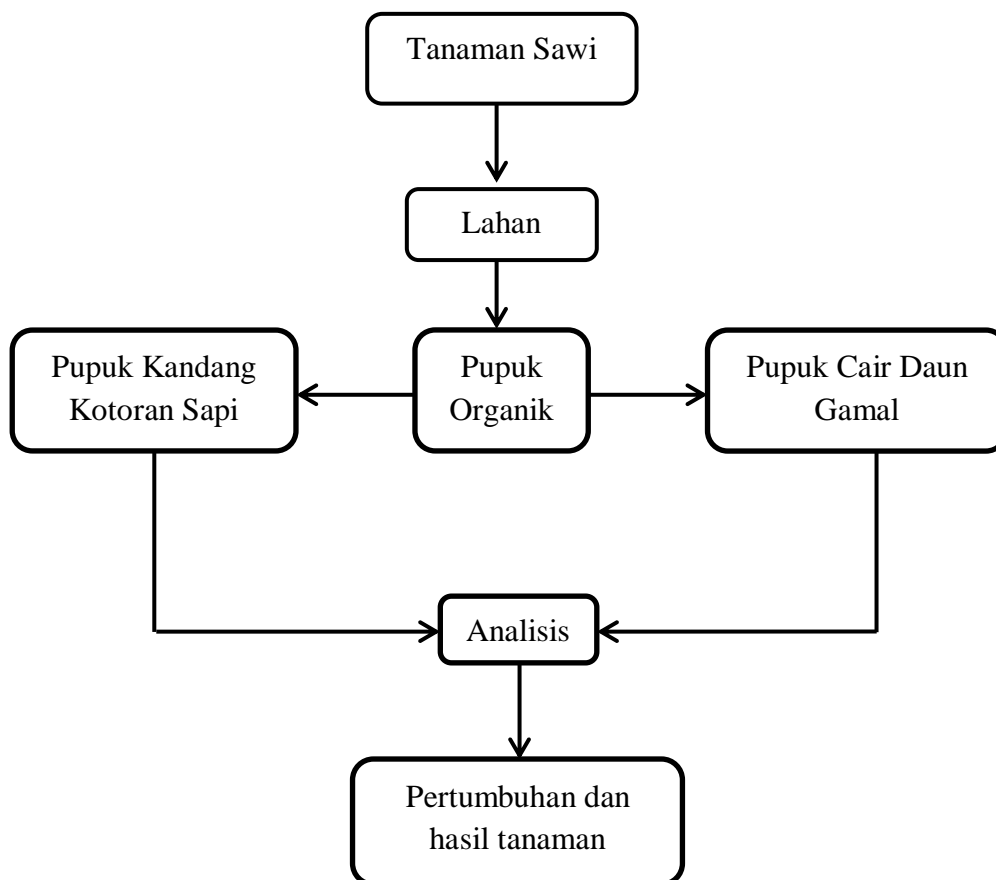 Tanaman Sawi
Lahan
Pupuk Kandang
Kotoran Sapi
Pupuk
Organik
Pupuk Cair Daun
Gamal
Analisis
Pertumbuhan dan
hasil tanaman